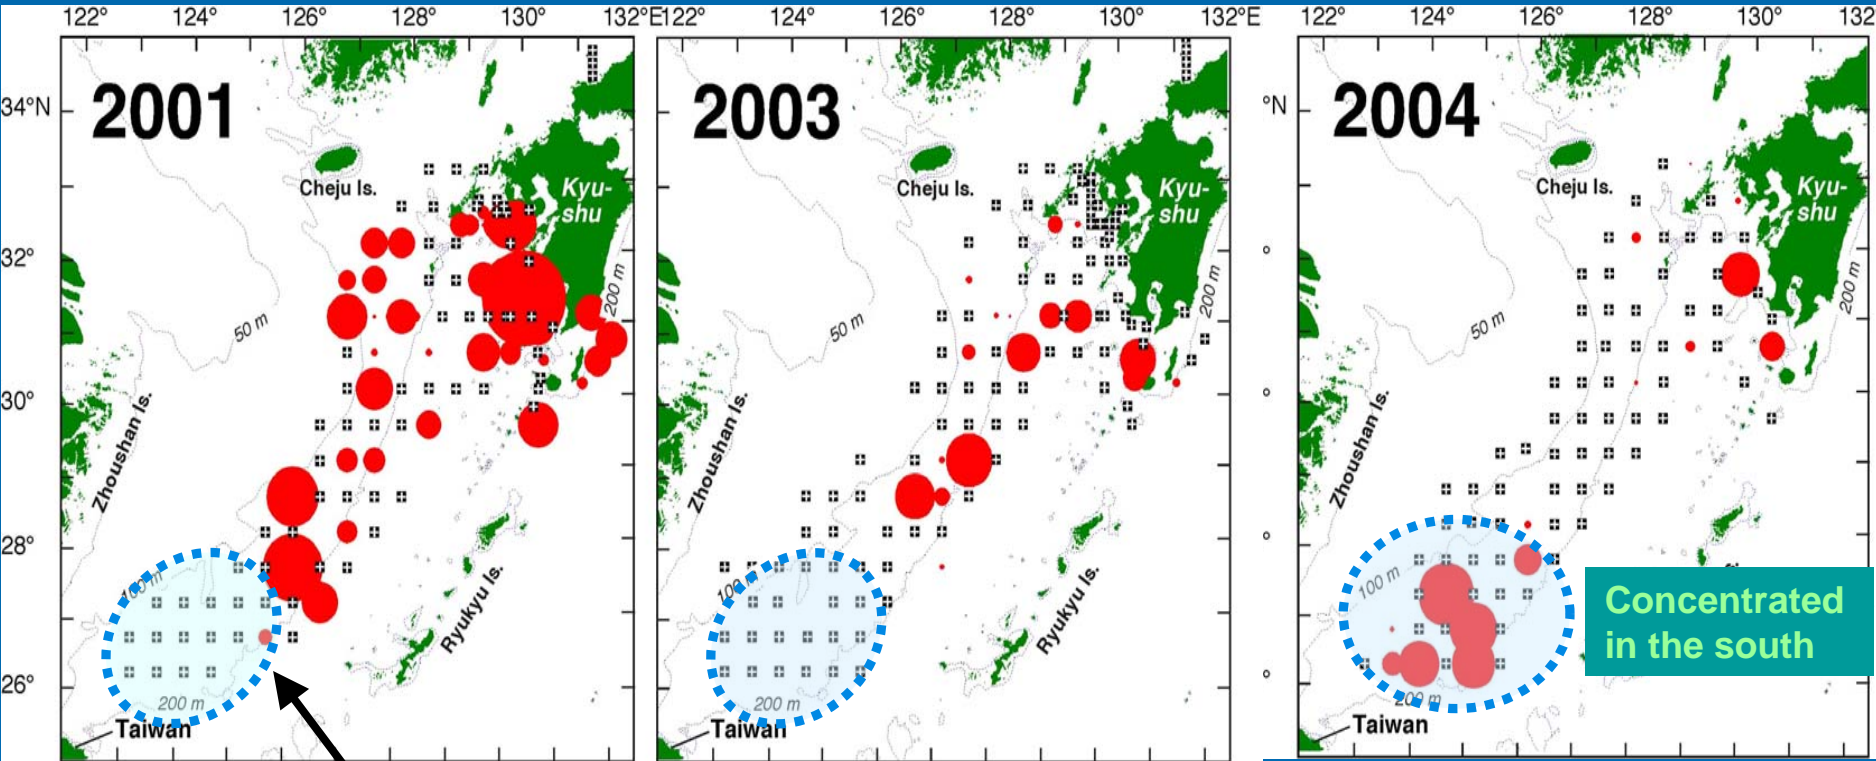 122° 124° 126° 128° 130° 132°E
122° 124° 126° 128° 130° 132°E
122° 124° 126° 128° 130° 132
2001
2003
2004
34°N
°N
Cheju Is.
Kyu-
shu
Cheju Is.
Kyu-
shu
Cheju Is.
Kyu-
shu
32°
°
200 m
200 m
200 m
50 m
50 m
50 m
30°
°
Zhoushan Is.
Zhoushan Is.
Zhoushan Is.
28°
°
100 m
100
100 m
Ryukyu Is.
Ryukyu Is.
Concentrated
in the south
26°
°
200 m
200 m
200 m
Taiwan
Taiwan
Taiwan